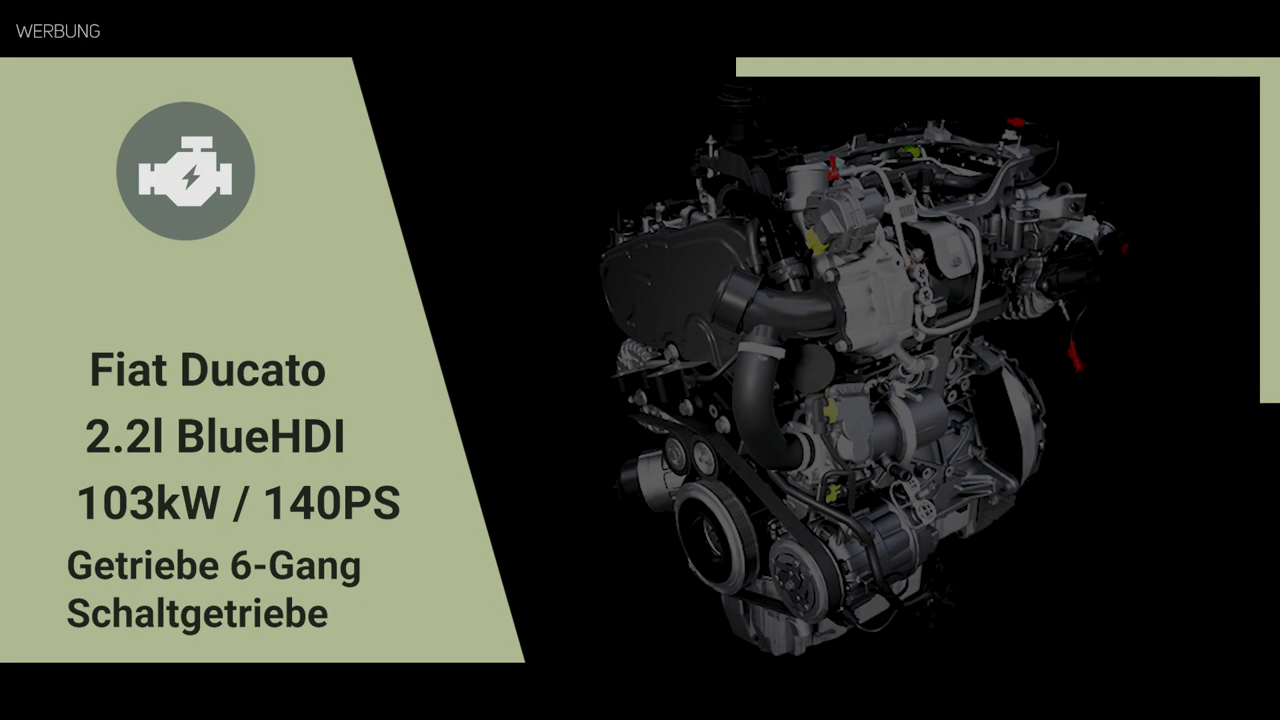 WERBUNG
Fiat Ducato
2.2l BlueHDI
103kW / 140PS
Getriebe 6-Gang
Schaltgetriebe